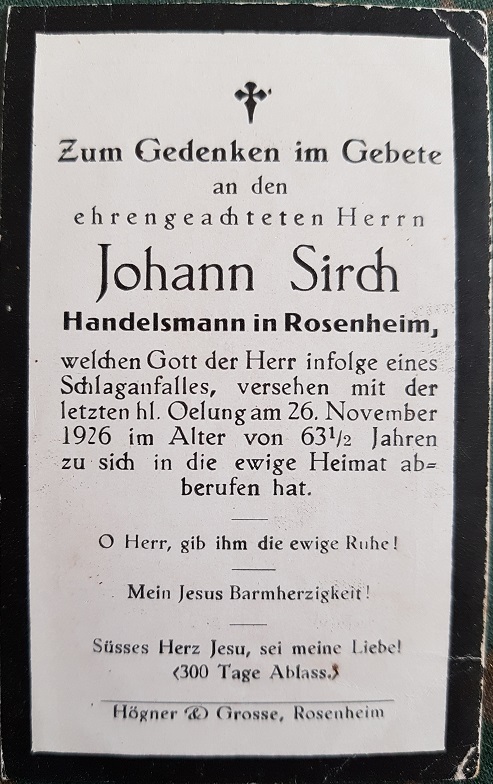 Zum Gedenken im Gebete
an den
ehrengeachteten Herrn
Johann Sirch
Handelsmann in Rosenheim,
welchen Gott der Herr infolge eines
Schlaganfalles, versehen mit der
letzten hl. Oelung am 26. November
1926 im Alter von 63½ Jahren
zu sich in die ewige Heimat ab=
berufen hat.
O Herr, gib ihm die ewige Ruhe!
Mein Jesus Barmherzigkeit!
Süsses Herz Jesu, sei meine Liebe!
(300 Tage Ablass.)
Högner & Grosse, Rosenheim